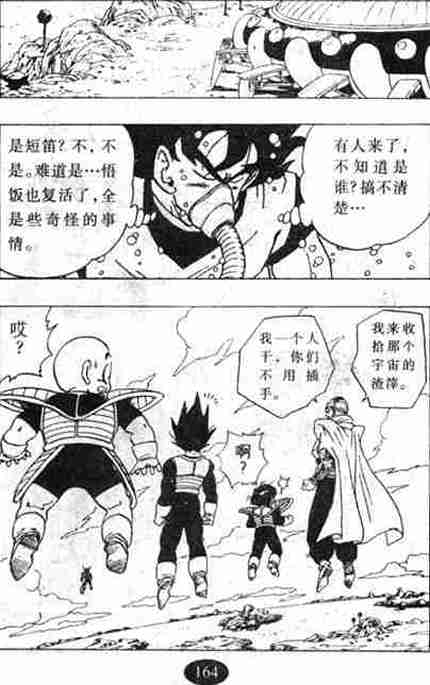 有人来了，
不知道是
谁？搞不清
楚…
是短笛？不，不
是。难道是…悟
饭也复活了，全
是些奇怪的事
情。
我来收
拾那个
宇宙的
渣滓。
我一个人
干，你们
不用插
手。
啊
？
哎
？
164